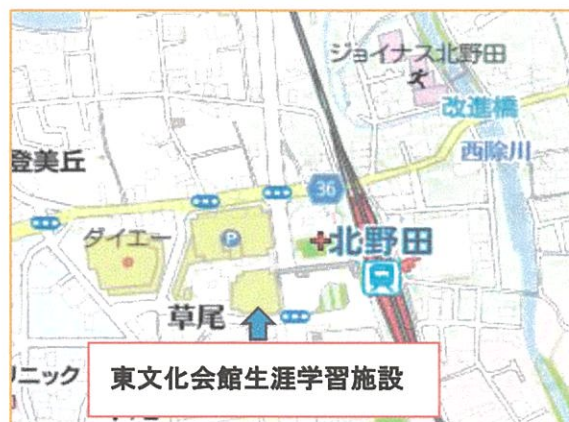 ジョイナス北野田
改進橋
西除川
登美丘
36
ダイエー
P
北野田
草尾
リニック
東文化会館生涯学習施設